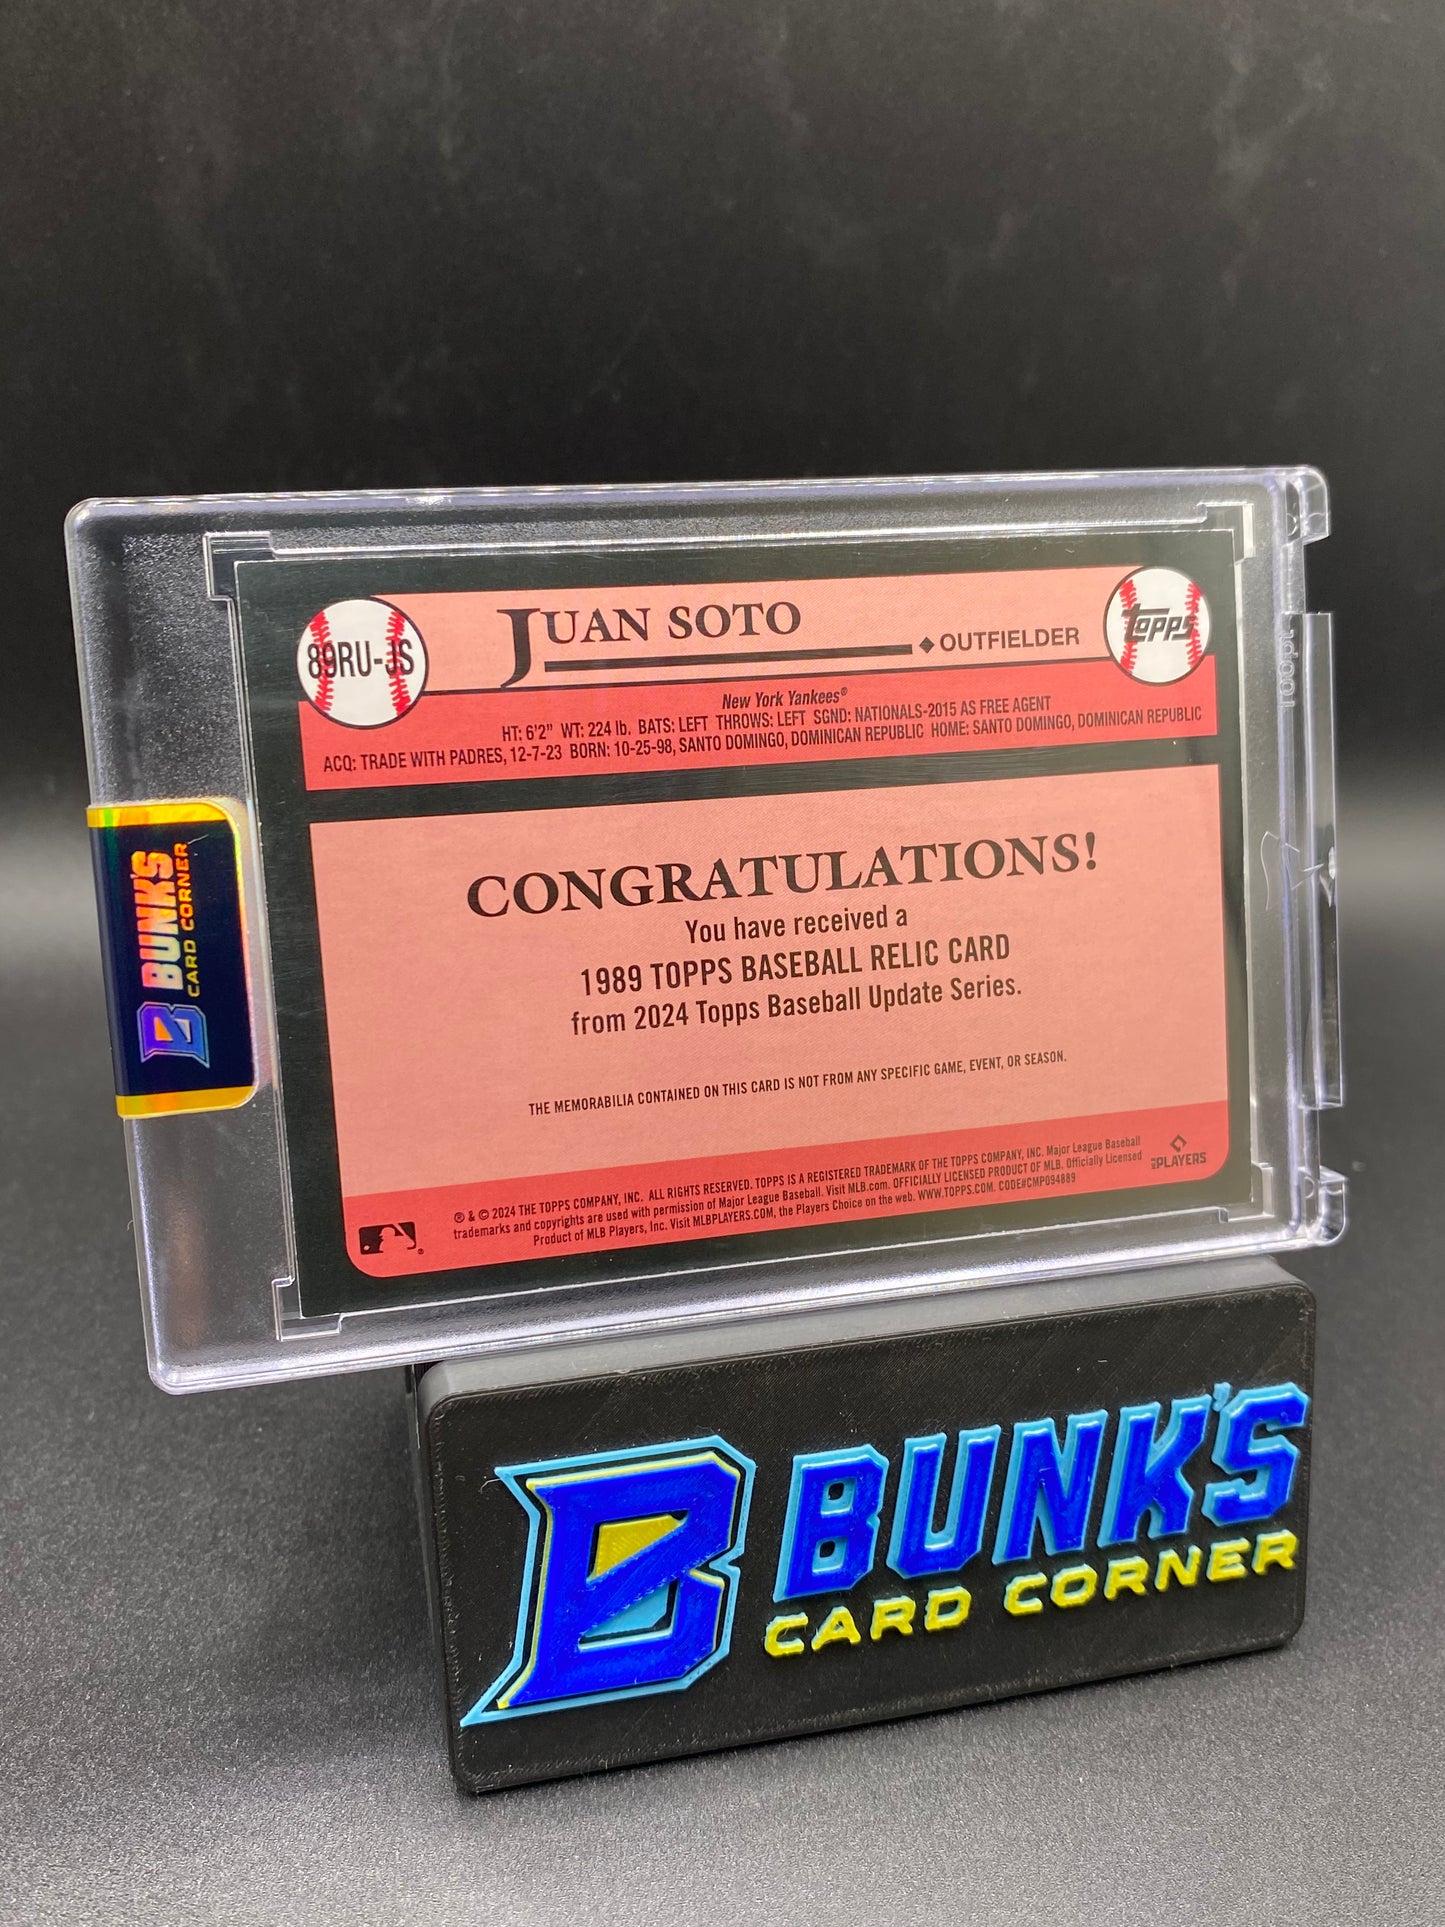 89RU-JS
JUAN SOTO
◆ OUTFIELDER
topps
New York Yankees®
HT: 6'2" WT: 224 lb. BATS: LEFT THROWS: LEFT SGND: NATIONALS-2015 AS FREE AGENT
ACQ: TRADE WITH PADRES, 12-7-23 BORN: 10-25-98, SANTO DOMINGO, DOMINICAN REPUBLIC HOME: SANTO DOMINGO, DOMINICAN REPUBLIC
CONGRATULATIONS!
You have received a
1989 TOPPS BASEBALL RELIC CARD
from 2024 Topps Baseball Update Series.
THE MEMORABILIA CONTAINED ON THIS CARD IS NOT FROM ANY SPECIFIC GAME, EVENT, OR SEASON.
® & © 2024 THE TOPPS COMPANY, INC. ALL RIGHTS RESERVED. TOPPS IS A REGISTERED TRADEMARK OF THE TOPPS COMPANY, INC. Major League Baseball
trademarks and copyrights are used with permission of Major League Baseball. Visit MLB.com. OFFICIALLY LICENSED PRODUCT OF MLB. Officially Licensed
Product of MLB Players, Inc. Visit MLBPLAYERS.COM, the Players Choice on the web. WWW.TOPPS.COM. CODE#CMP094889
MLB PLAYERS
B BUNK'S
CARD CORNER
100pt
B BUNK'S
CARD CORNER